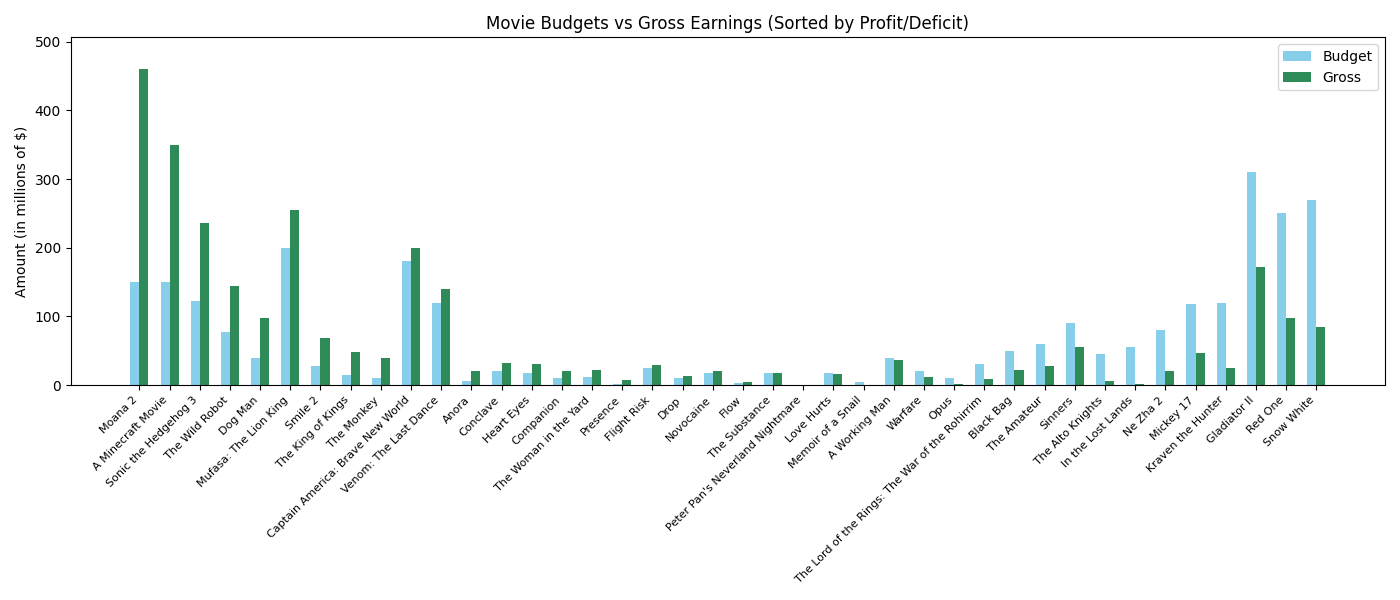 Movie Budgets vs Gross Earnings (Sorted by Profit/Deficit)
Amount (in millions of $)
500
400
300
200
100
0
Budget
Gross
Moana 2
A Minecraft Movie
Sonic the Hedgehog 3
The Wild Robot
Dog Man
Mufasa: The Lion King
Smile 2
The King of Kings
The Monkey
Captain America: Brave New World
Venom: The Last Dance
Anora
Conclave
Heart Eyes
Companion
The Woman in the Yard
Presence
Flight Risk
Drop
Novocaine
Flow
The Substance
Peter Pan's Neverland Nightmare
Love Hurts
Memoir of a Snail
A Working Man
Warfare
Opus
The Lord of the Rings: The War of the Rohirrim
Black Bag
The Amateur
Sinners
The Alto Knights
In the Lost Lands
Ne Zha 2
Mickey 17
Kraven the Hunter
Gladiator II
Red One
Snow White